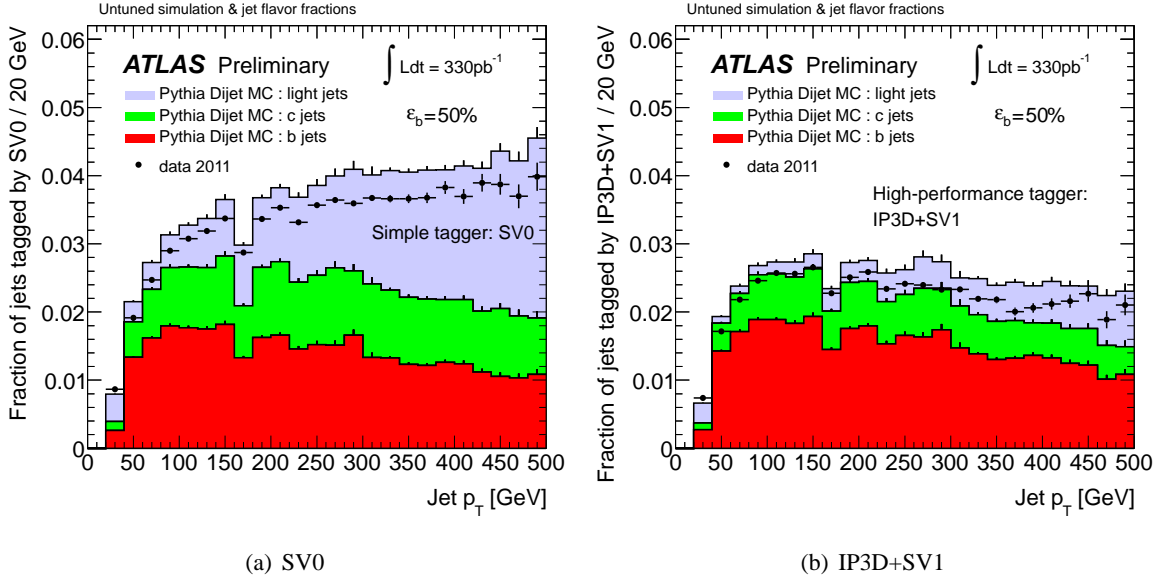 Untuned simulation & jet flavor fractions
Fraction of jets tagged by SV0 / 20 GeV
0.06
0.05
0.04
0.03
0.02
0.01
0
ATLAS Preliminary
∫ Ldt = 330pb⁻¹
Pythia Dijet MC : light jets
Pythia Dijet MC : c jets
Pythia Dijet MC : b jets
data 2011
ε_b=50%
Simple tagger: SV0
0 50 100 150 200 250 300 350 400 450 500
Jet p_T [GeV]
(a) SV0
Untuned simulation & jet flavor fractions
Fraction of jets tagged by IP3D+SV1 / 20 GeV
0.06
0.05
0.04
0.03
0.02
0.01
0
ATLAS Preliminary
∫ Ldt = 330pb⁻¹
Pythia Dijet MC : light jets
Pythia Dijet MC : c jets
Pythia Dijet MC : b jets
data 2011
ε_b=50%
High-performance tagger:
IP3D+SV1
0 50 100 150 200 250 300 350 400 450 500
Jet p_T [GeV]
(b) IP3D+SV1